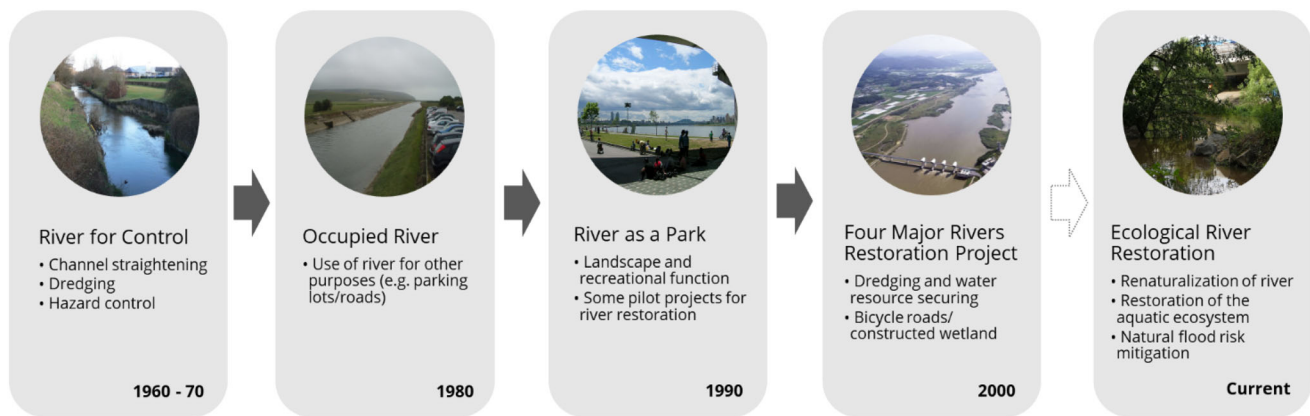 River for Control
• Channel straightening
• Dredging
• Hazard control
1960 - 70
Occupied River
• Use of river for other
purposes (e.g. parking
lots/roads)
1980
River as a Park
• Landscape and
recreational function
• Some pilot projects for
river restoration
1990
Four Major Rivers
Restoration Project
• Dredging and water
resource securing
• Bicycle roads/
constructed wetland
2000
Ecological River
Restoration
• Renaturalization of river
• Restoration of the
aquatic ecosystem
• Natural flood risk
mitigation
Current